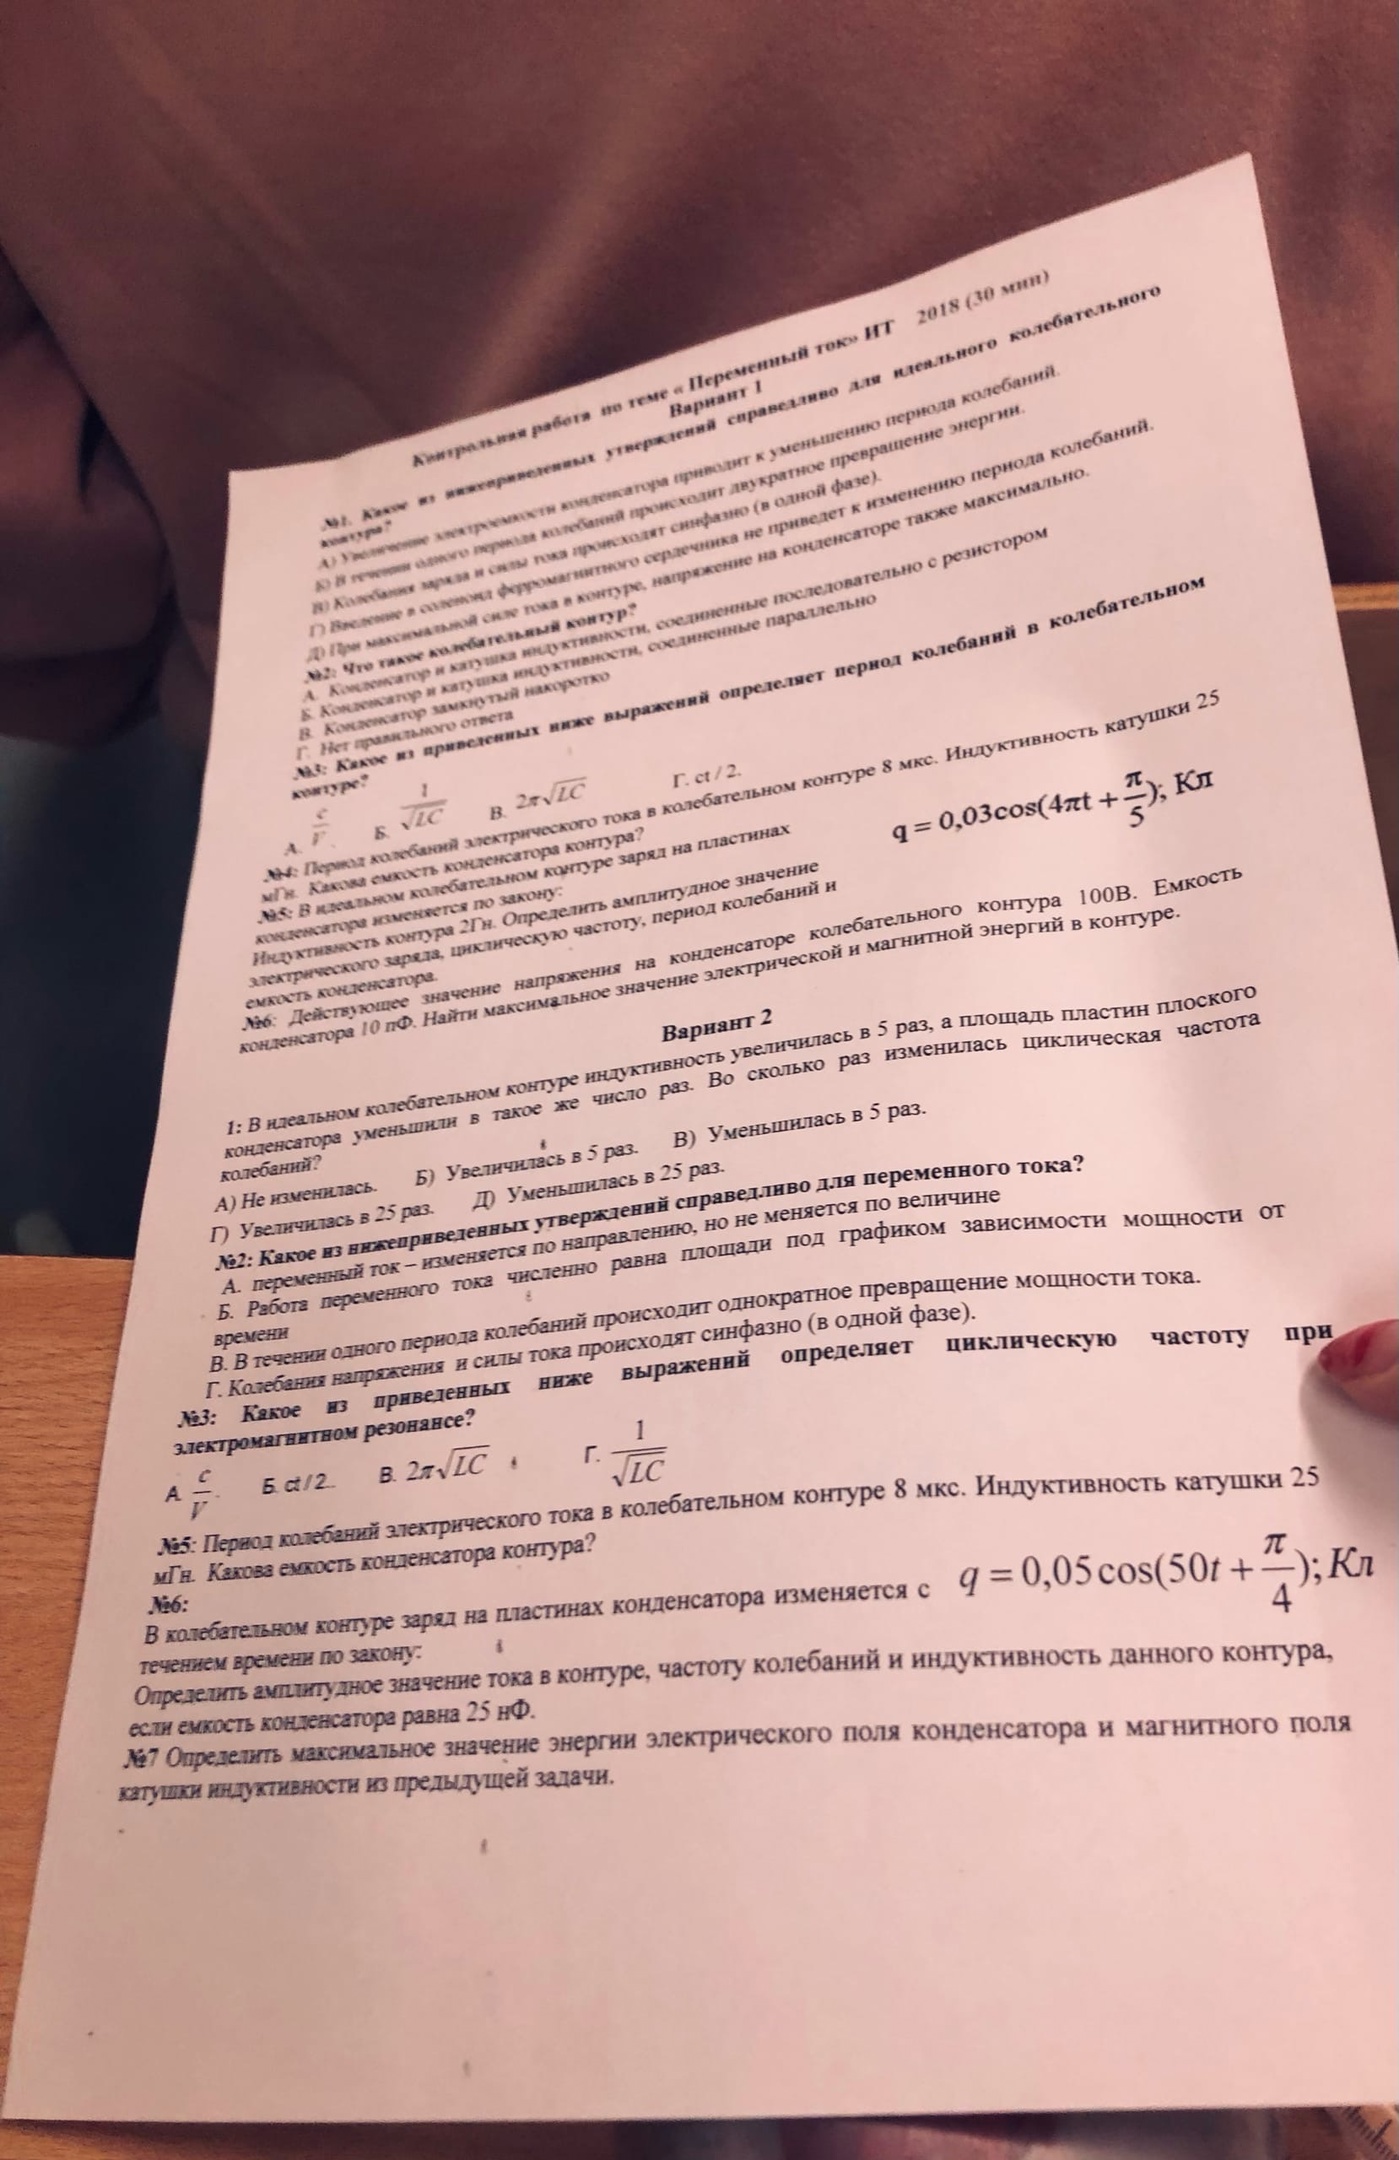 Контрольная работа по теме « Переменный ток» ИТ 2018 (30 мин)
Вариант 1
№1. Какое из нижеприведенных утверждений справедливо для идеального колебательного
контура?
А) Увеличение электроемкости конденсатора приводит к уменьшению периода колебаний.
Б) В течении одного периода колебаний происходит двукратное превращение энергии.
В) Колебания заряда и силы тока происходят синфазно (в одной фазе).
Г) Введение в соленоид ферромагнитного сердечника не приведет к изменению периода колебаний.
Д) При максимальной силе тока в контуре, напряжение на конденсаторе также максимально.
№2: Что такое колебательный контур?
А. Конденсатор и катушка индуктивности, соединенные последовательно с резистором
Б. Конденсатор и катушка индуктивности, соединенные параллельно
В. Конденсатор замкнутый накоротко
Г. Нет правильного ответа
№3: Какое из приведенных ниже выражений определяет период колебаний в колебательном
контуре?
А. c/V. Б. 1/√LC В. 2π√LC Г. ct / 2.
№4: Период колебаний электрического тока в колебательном контуре 8 мкс. Индуктивность катушки 25
мГн. Какова емкость конденсатора контура?
№5: В идеальном колебательном контуре заряд на пластинах
конденсатора изменяется по закону: q = 0,03cos(4πt + π/5); Кл
Индуктивность контура 2Гн. Определить амплитудное значение
электрического заряда, циклическую частоту, период колебаний и
емкость конденсатора.
№6: Действующее значение напряжения на конденсаторе колебательного контура 100В. Емкость
конденсатора 10 пФ. Найти максимальное значение электрической и магнитной энергий в контуре.
Вариант 2
1: В идеальном колебательном контуре индуктивность увеличилась в 5 раз, а площадь пластин плоского
конденсатора уменьшили в такое же число раз. Во сколько раз изменилась циклическая частота
колебаний?
А) Не изменилась. Б) Увеличилась в 5 раз. В) Уменьшилась в 5 раз.
Г) Увеличилась в 25 раз. Д) Уменьшилась в 25 раз.
№2: Какое из нижеприведенных утверждений справедливо для переменного тока?
А. переменный ток – изменяется по направлению, но не меняется по величине
Б. Работа переменного тока численно равна площади под графиком зависимости мощности от
времени
В. В течении одного периода колебаний происходит однократное превращение мощности тока.
Г. Колебания напряжения и силы тока происходят синфазно (в одной фазе).
№3: Какое из приведенных ниже выражений определяет циклическую частоту при
электромагнитном резонансе?
А. c/V. Б. ct / 2.. В. 2π√LC Г. 1/√LC
№5: Период колебаний электрического тока в колебательном контуре 8 мкс. Индуктивность катушки 25
мГн. Какова емкость конденсатора контура?
№6:
В колебательном контуре заряд на пластинах конденсатора изменяется с q = 0,05cos(50t + π/4); Кл
течением времени по закону:
Определить амплитудное значение тока в контуре, частоту колебаний и индуктивность данного контура,
если емкость конденсатора равна 25 нФ.
№7 Определить максимальное значение энергии электрического поля конденсатора и магнитного поля
катушки индуктивности из предыдущей задачи.